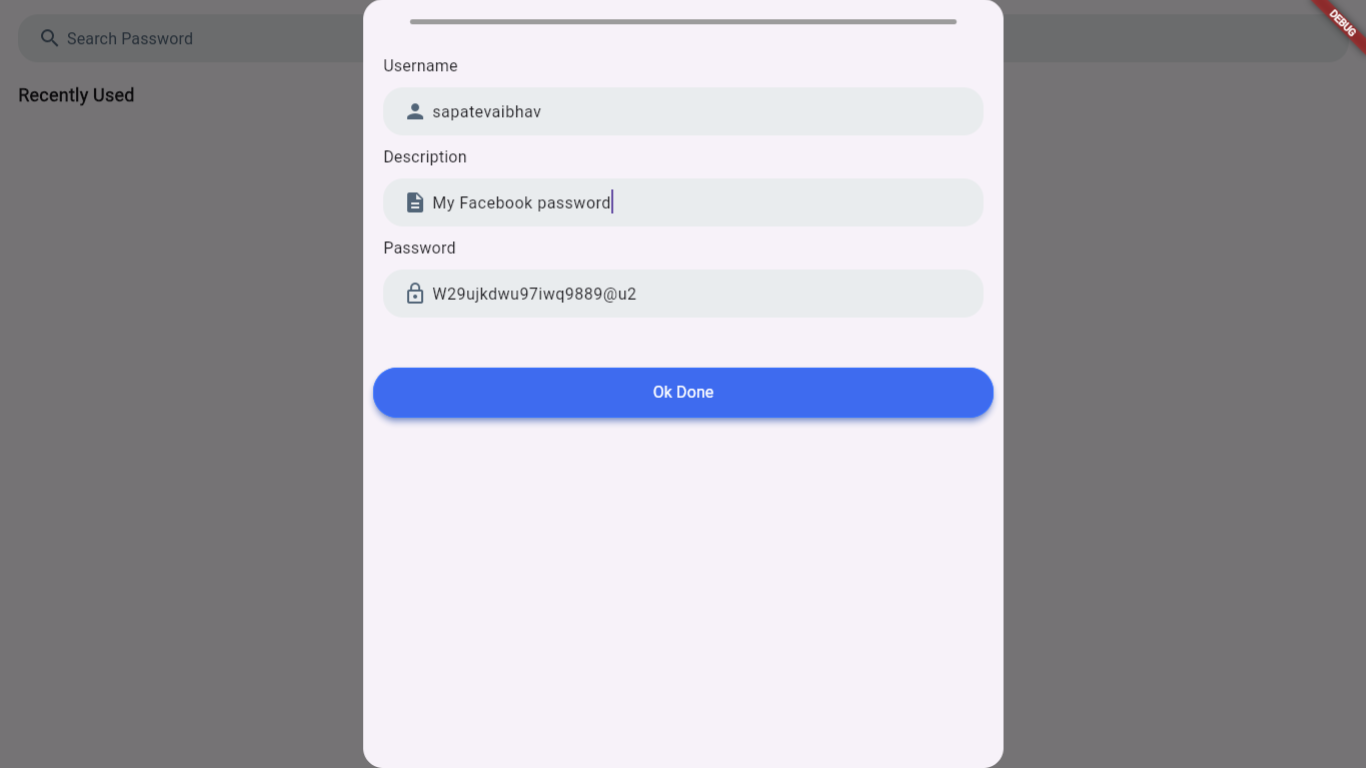 Search Password
DEBUG
Recently Used
Username
sapatevaibhav
Description
My Facebook password
Password
W29ujkdwu97iwq9889@u2
Ok Done